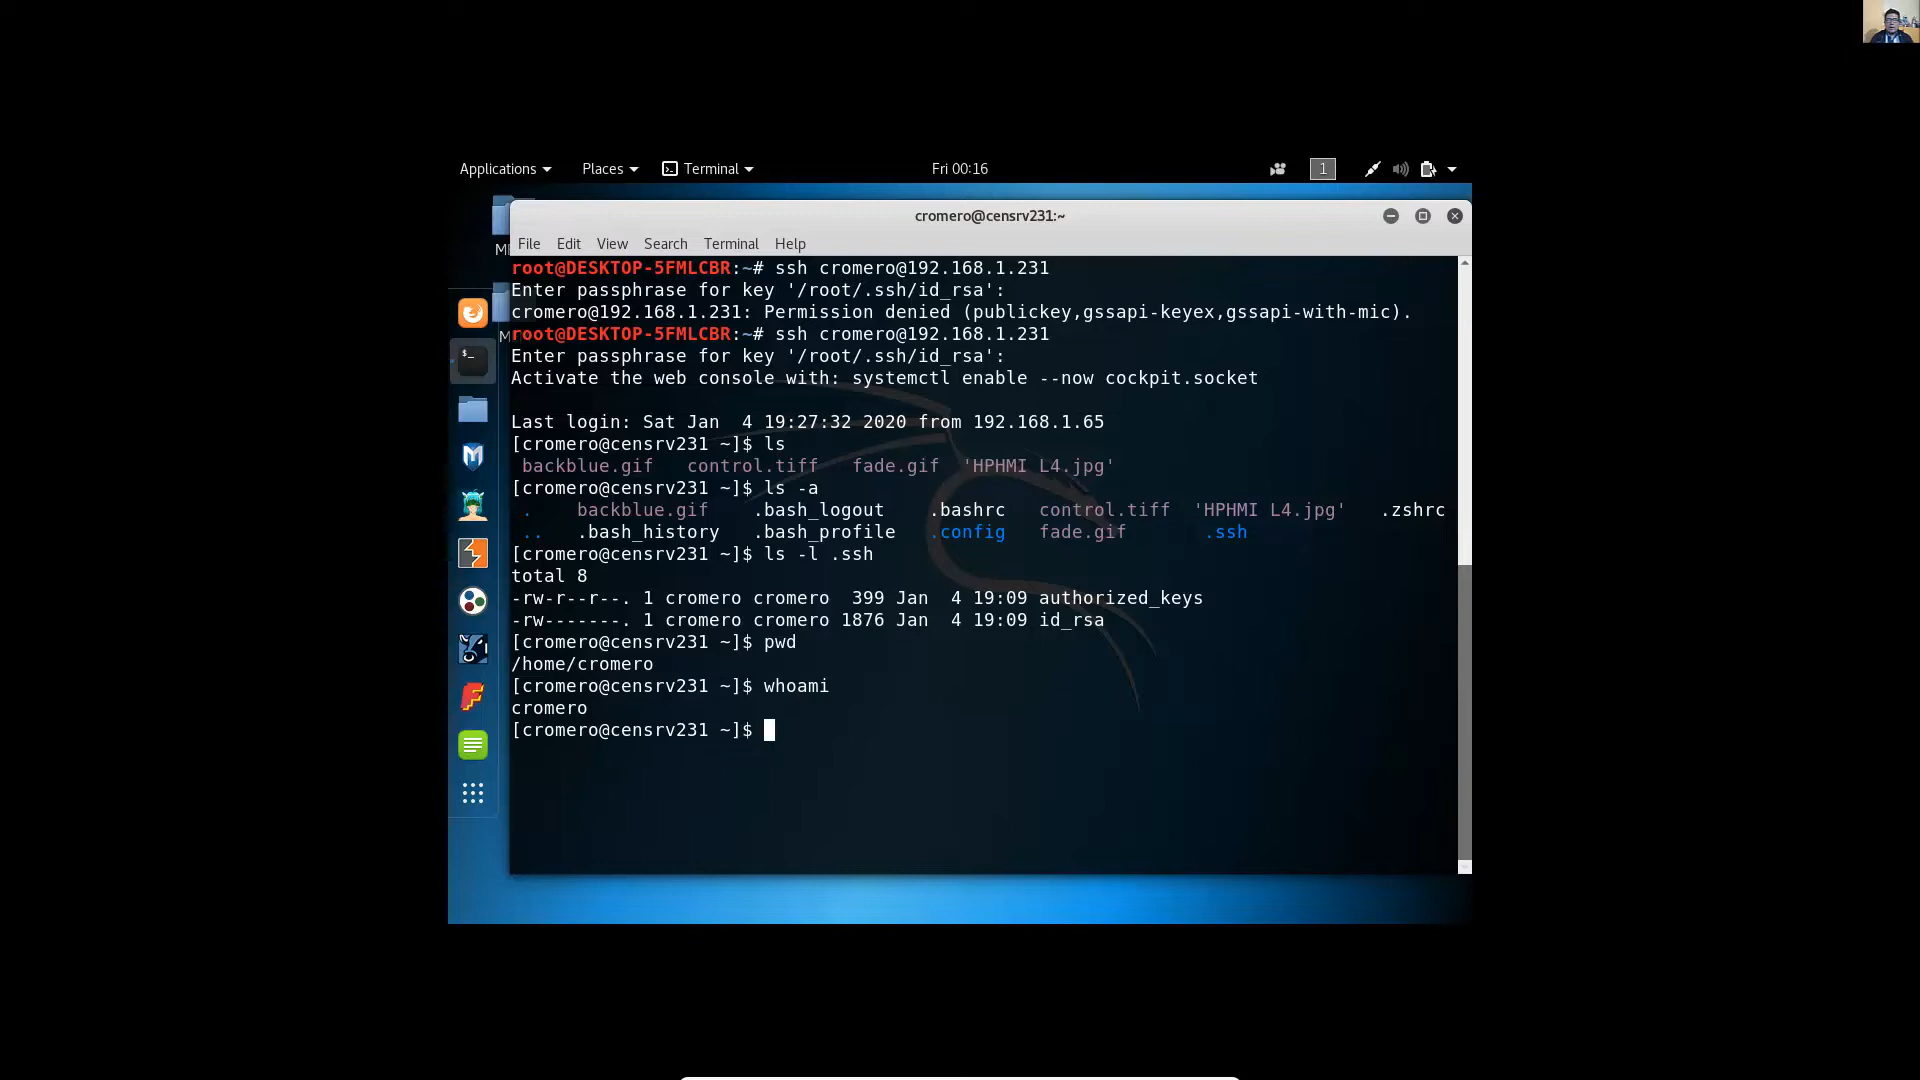 Applications Places Terminal Fri 00:16 1
cromero@censrv231:~
File Edit View Search Terminal Help
root@DESKTOP-5FMLCBR:~# ssh cromero@192.168.1.231
Enter passphrase for key '/root/.ssh/id_rsa':
cromero@192.168.1.231: Permission denied (publickey,gssapi-keyex,gssapi-with-mic).
root@DESKTOP-5FMLCBR:~# ssh cromero@192.168.1.231
Enter passphrase for key '/root/.ssh/id_rsa':
Activate the web console with: systemctl enable --now cockpit.socket
Last login: Sat Jan  4 19:27:32 2020 from 192.168.1.65
[cromero@censrv231 ~]$ ls
backblue.gif   control.tiff   fade.gif  'HPHMI L4.jpg'
[cromero@censrv231 ~]$ ls -a
.    backblue.gif    .bash_logout    .bashrc   control.tiff  'HPHMI L4.jpg'   .zshrc
..   .bash_history   .bash_profile   .config   fade.gif       .ssh
[cromero@censrv231 ~]$ ls -l .ssh
total 8
-rw-r--r--. 1 cromero cromero  399 Jan  4 19:09 authorized_keys
-rw-------. 1 cromero cromero 1876 Jan  4 19:09 id_rsa
[cromero@censrv231 ~]$ pwd
/home/cromero
[cromero@censrv231 ~]$ whoami
cromero
[cromero@censrv231 ~]$